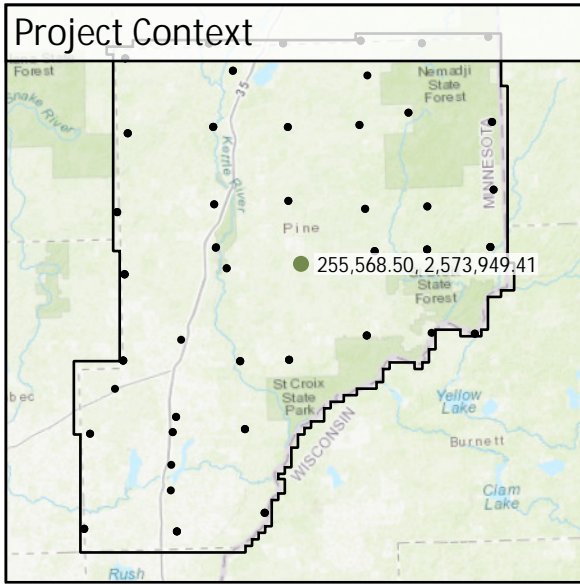 Project Context
Forest
Nemadji
State
Forest
Snake River
35
Kettle River
MINNESOTA
Pine
255,568.50, 2,573,949.41
State
Forest
St Croix
State
Park
bec
WISCONSIN
Yellow
Lake
Burnett
Clam
Lake
Rush